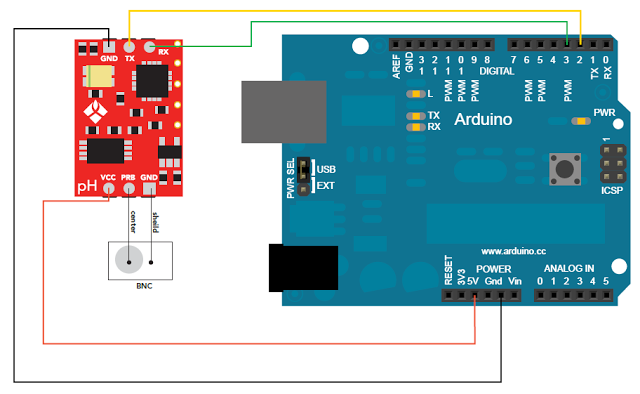 GND TX RX
pH
VCC PRB GND
center
sheild
BNC
AREF
GND
13
12
11
10
9
8
DIGITAL
7
6
5
4
3
2
1
0
PWM
PWM
PWM
PWM
PWM
PWM
TX
RX
L
TX
RX
Arduino
PWR
1
ICSP
PWR SEL
USB
EXT
www.arduino.cc
POWER
ANALOG IN
RESET
3V3
5V
Gnd
Vin
0 1 2 3 4 5